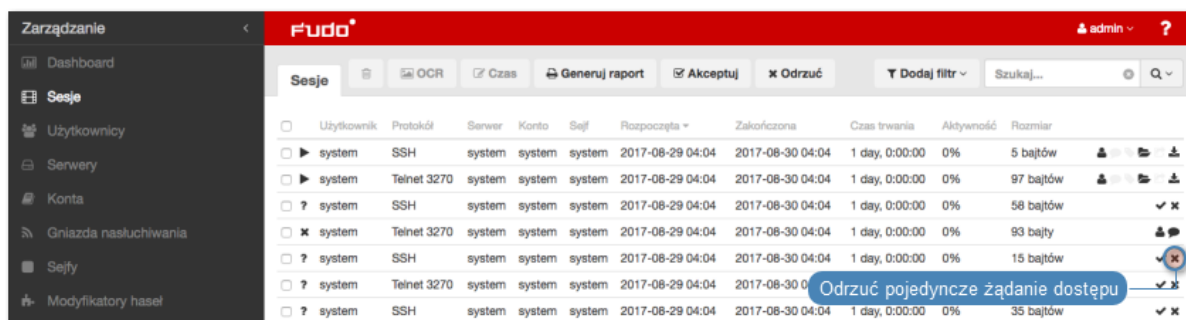 Zarządzanie
Fudo
admin
?
Dashboard
Sesje
Użytkownicy
Serwery
Konta
Gniazda nasłuchiwania
Sejfy
Modyfikatory haseł
Sesje
OCR
Czas
Generuj raport
Akceptuj
Odrzuć
Dodaj filtr
Szukaj...
Użytkownik Protokół Serwer Konto Sejf Rozpoczęta Zakończona Czas trwania Aktywność Rozmiar
system SSH system system system 2017-08-29 04:04 2017-08-30 04:04 1 day, 0:00:00 0% 5 bajtów
system Telnet 3270 system system system 2017-08-29 04:04 2017-08-30 04:04 1 day, 0:00:00 0% 97 bajtów
? system SSH system system system 2017-08-29 04:04 2017-08-30 04:04 1 day, 0:00:00 0% 58 bajtów
system Telnet 3270 system system system 2017-08-29 04:04 2017-08-30 04:04 1 day, 0:00:00 0% 93 bajty
? system SSH system system system 2017-08-29 04:04 2017-08-30 04:04 1 day, 0:00:00 0% 15 bajtów
? system Telnet 3270 system system system 2017-08-29 04:04 2017-08-30 0
Odrzuć pojedyncze żądanie dostępu
? system SSH system system system 2017-08-29 04:04 2017-08-30 04:04 1 day, 0:00:00 0% 35 bajtów